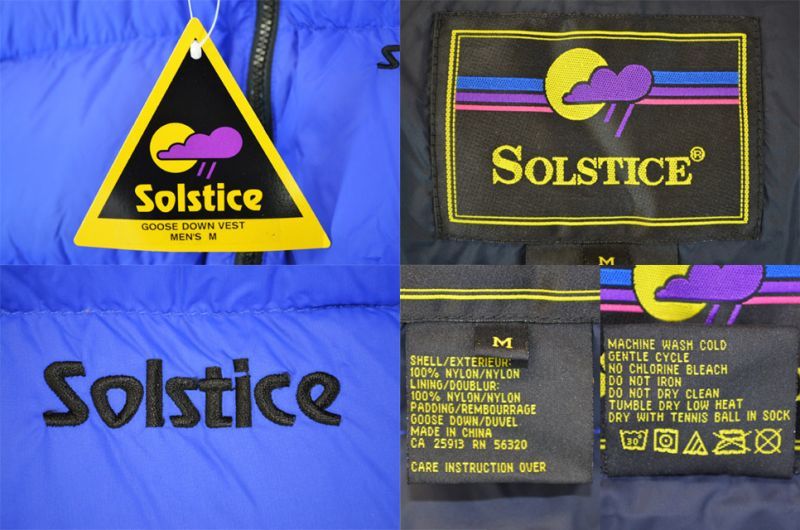 Solstice
GOOSE DOWN VEST
MEN'S M
S
SOLSTICE®
M
Solstice
M
SHELL/EXTERIEUR:
100% NYLON/NYLON
LINING/DOUBLUR:
100% NYLON/NYLON
PADDING/REMBOURRAGE
GOOSE DOWN/DUVEL
MADE IN CHINA
CA 25913 RN 56320
CARE INSTRUCTION OVER
MACHINE WASH COLD
GENTLE CYCLE
NO CHLORINE BLEACH
DO NOT IRON
DO NOT DRY CLEAN
TUMBLE DRY LOW HEAT
DRY WITH TENNIS BALL IN SOCK
30